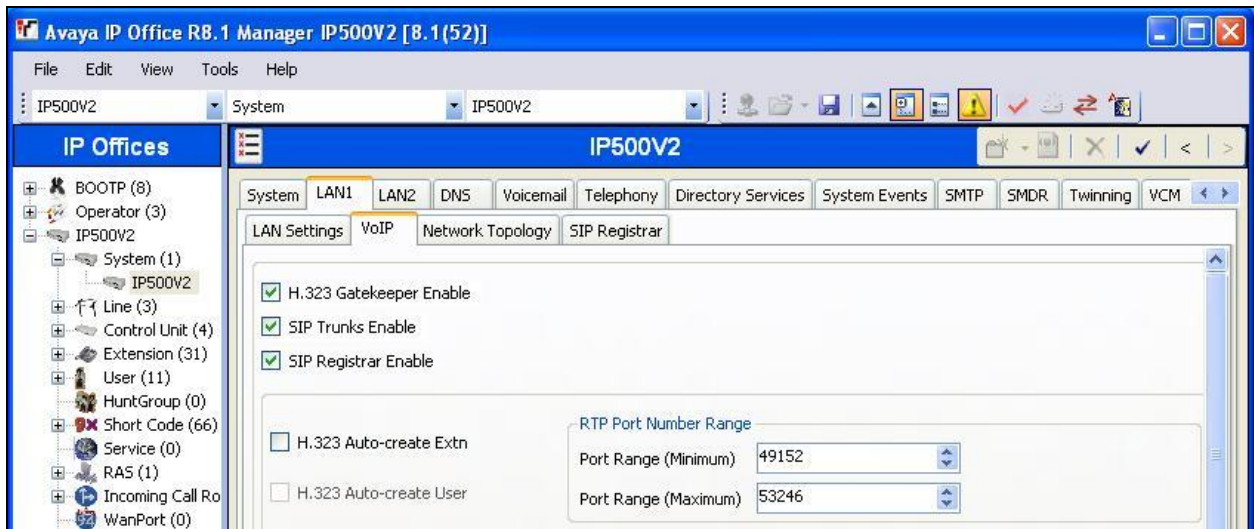 Avaya IP Office R8.1 Manager IP500V2 [8.1(52)]
File Edit View Tools Help
IP500V2 System IP500V2
IP Offices
BOOTP (8)
Operator (3)
IP500V2
System (1)
IP500V2
Line (3)
Control Unit (4)
Extension (31)
User (11)
HuntGroup (0)
Short Code (66)
Service (0)
RAS (1)
Incoming Call Ro
WanPort (0)
IP500V2
System LAN1 LAN2 DNS Voicemail Telephony Directory Services System Events SMTP SMDR Twinning VCM
LAN Settings VoIP Network Topology SIP Registrar
H.323 Gatekeeper Enable
SIP Trunks Enable
SIP Registrar Enable
H.323 Auto-create Extn
H.323 Auto-create User
RTP Port Number Range
Port Range (Minimum) 49152
Port Range (Maximum) 53246